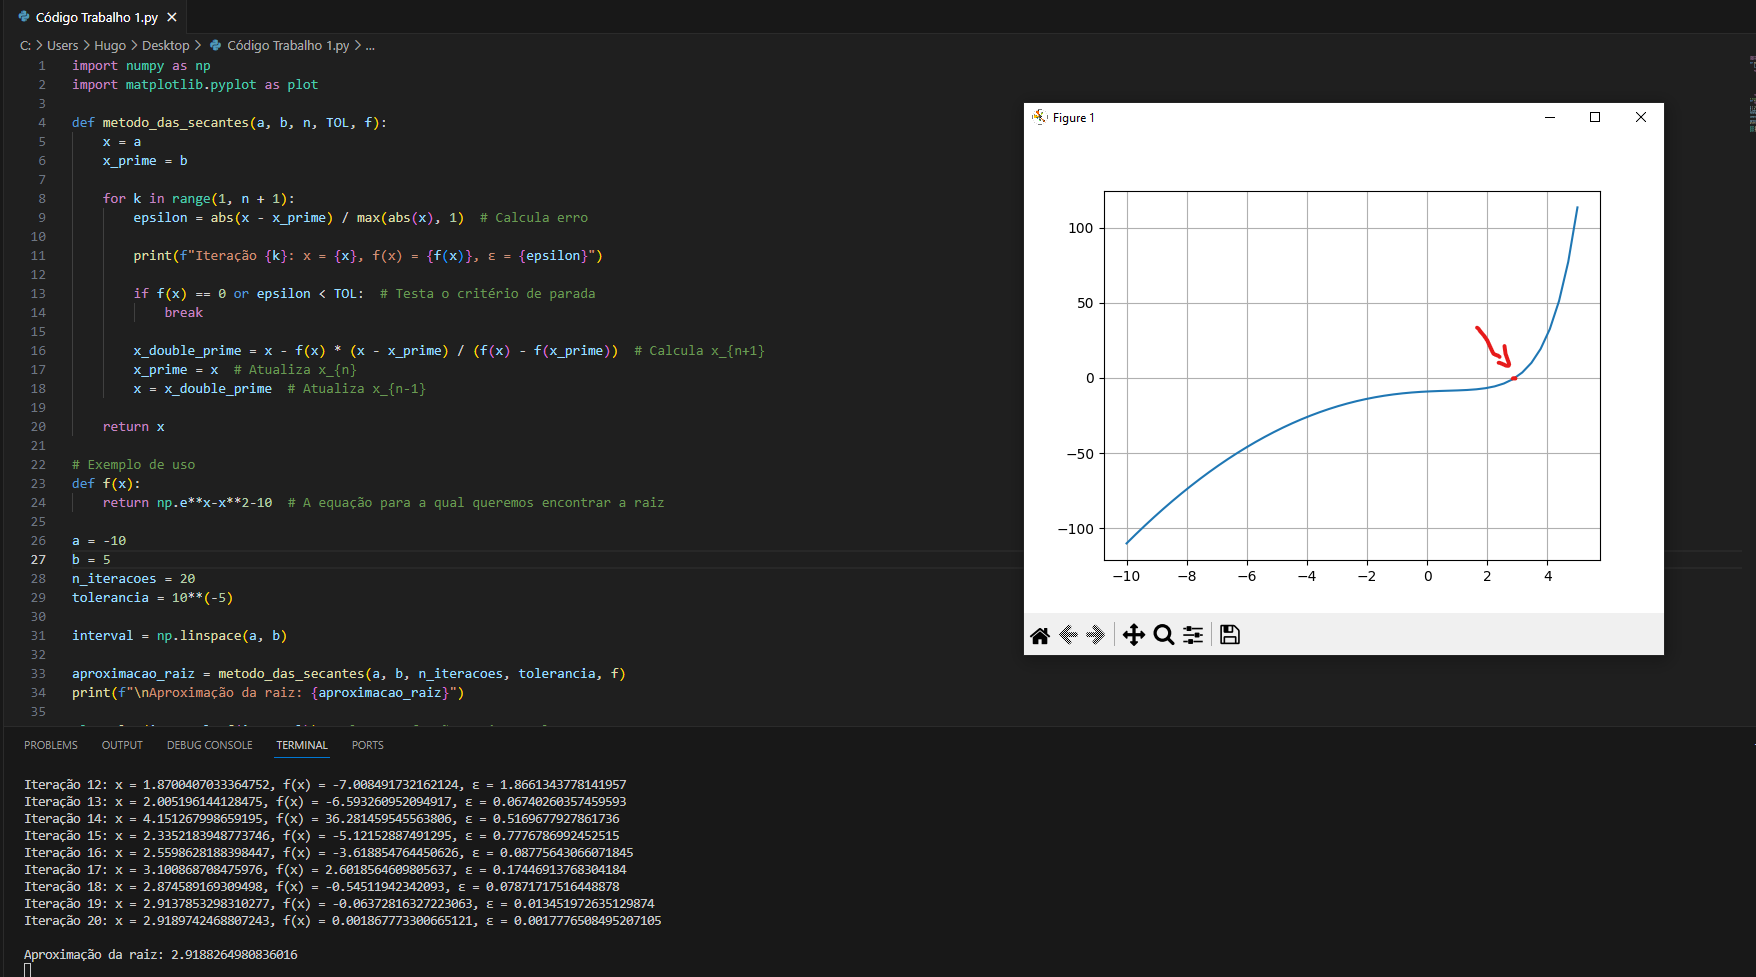 Código Trabalho 1.py
C: > Users > Hugo > Desktop > Código Trabalho 1.py > ...
1 import numpy as np
2 import matplotlib.pyplot as plot
3
4 def metodo_das_secantes(a, b, n, TOL, f):
5 x = a
6 x_prime = b
7
8 for k in range(1, n + 1):
9 epsilon = abs(x - x_prime) / max(abs(x), 1)  # Calcula erro
10
11 print(f"Iteração {k}: x = {x}, f(x) = {f(x)}, ε = {epsilon}")
12
13 if f(x) == 0 or epsilon < TOL:  # Testa o critério de parada
14 break
15
16 x_double_prime = x - f(x) * (x - x_prime) / (f(x) - f(x_prime))  # Calcula x_{n+1}
17 x_prime = x  # Atualiza x_{n}
18 x = x_double_prime  # Atualiza x_{n-1}
19
20 return x
21
22 # Exemplo de uso
23 def f(x):
24 return np.e**x-x**2-10  # A equação para a qual queremos encontrar a raiz
25
26 a = -10
27 b = 5
28 n_iteracoes = 20
29 tolerancia = 10**(-5)
30
31 interval = np.linspace(a, b)
32
33 aproximacao_raiz = metodo_das_secantes(a, b, n_iteracoes, tolerancia, f)
34 print(f"\nAproximação da raiz: {aproximacao_raiz}")
35
Figure 1
100
50
0
−50
−100
−10 −8 −6 −4 −2 0 2 4
PROBLEMS OUTPUT DEBUG CONSOLE TERMINAL PORTS
Iteração 12: x = 1.8700407033364752, f(x) = -7.008491732162124, ε = 1.8661343778141957
Iteração 13: x = 2.005196144128475, f(x) = -6.593260952094917, ε = 0.06740260357459593
Iteração 14: x = 4.151267998659195, f(x) = 36.281459545563806, ε = 0.5169677927861736
Iteração 15: x = 2.3352183948773746, f(x) = -5.12152887491295, ε = 0.7776786992452515
Iteração 16: x = 2.5598628188398447, f(x) = -3.618854764450626, ε = 0.08775643066071845
Iteração 17: x = 3.100868708475976, f(x) = 2.6018564609805637, ε = 0.17446913768304184
Iteração 18: x = 2.874589169309498, f(x) = -0.54511942342093, ε = 0.07871717516448878
Iteração 19: x = 2.9137853298310277, f(x) = -0.06372816327223063, ε = 0.013451972635129874
Iteração 20: x = 2.9189742468807243, f(x) = 0.001867773300665121, ε = 0.0017776508495207105
Aproximação da raiz: 2.9188264980836016